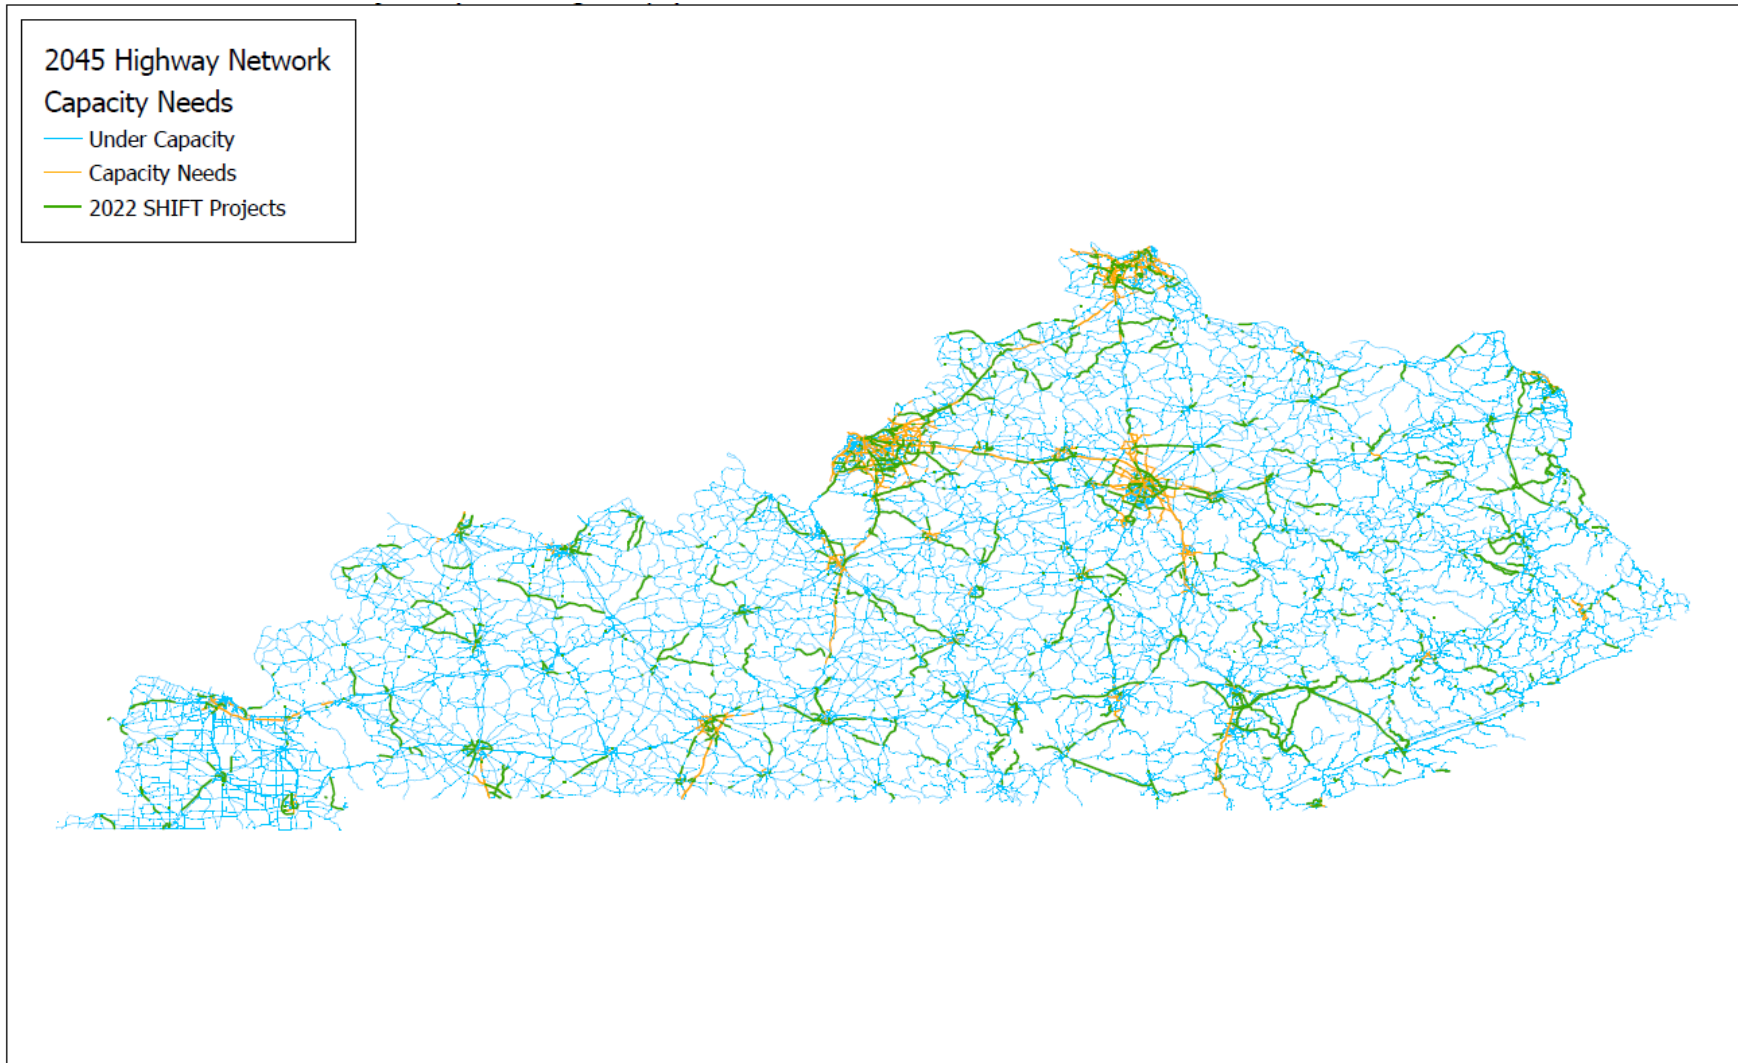 2045 Highway Network
Capacity Needs
Under Capacity
Capacity Needs
2022 SHIFT Projects